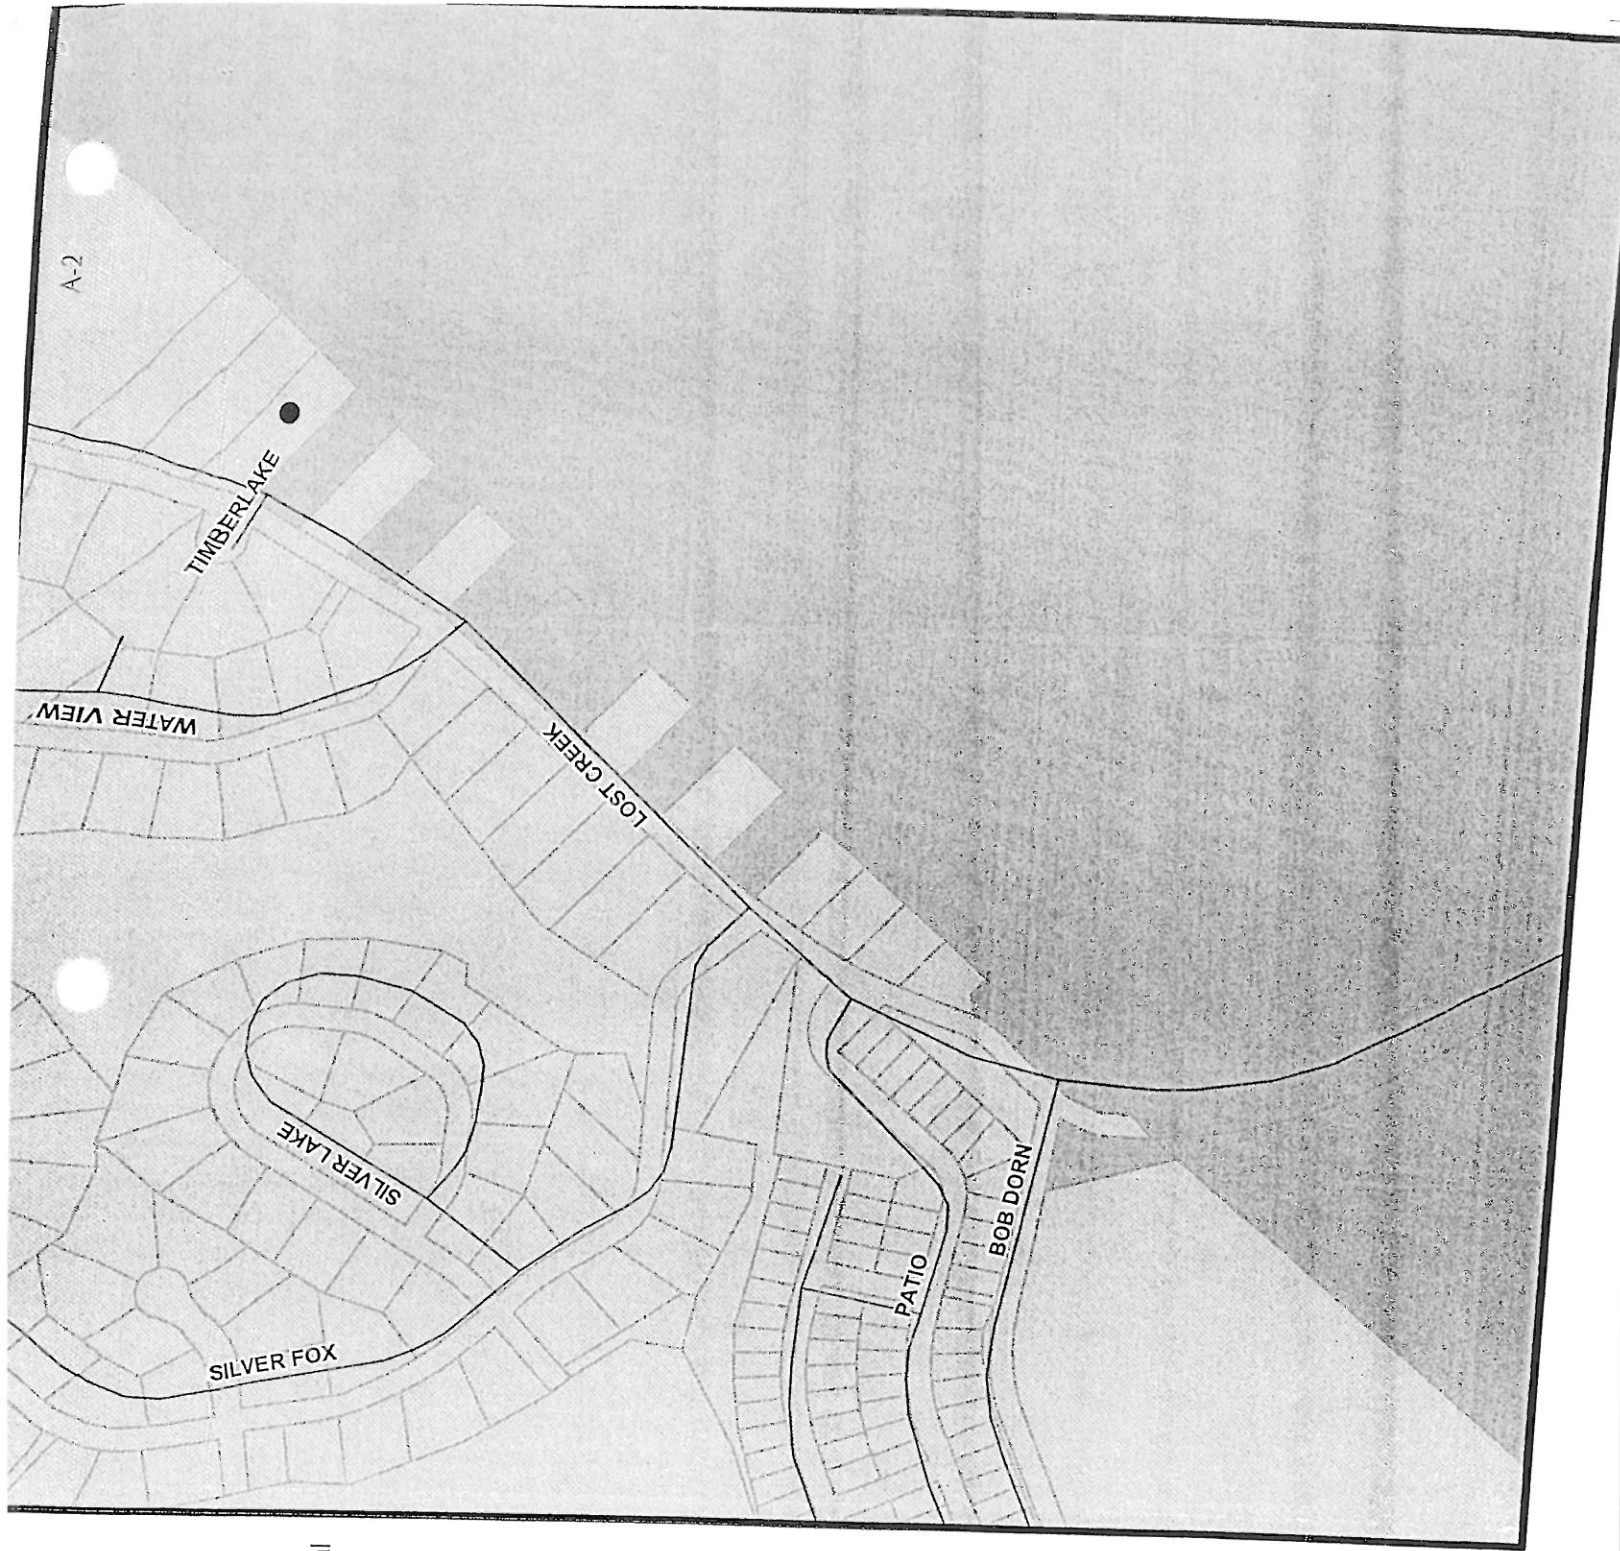 A-2
TIMBERLAKE
WATER VIEW
LOST CREEK
SILVER LAKE
BOB DORN
PATIO
SILVER FOX